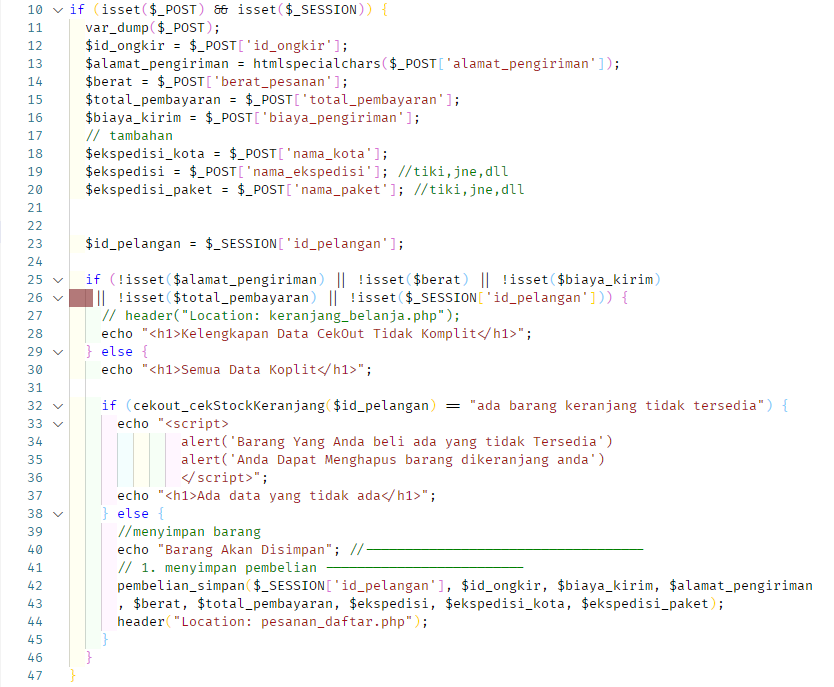 10 if (isset($_POST) && isset($_SESSION)) {
11   var_dump($_POST);
12   $id_ongkir = $_POST['id_ongkir'];
13   $alamat_pengiriman = htmlspecialchars($_POST['alamat_pengiriman']);
14   $berat = $_POST['berat_pesanan'];
15   $total_pembayaran = $_POST['total_pembayaran'];
16   $biaya_kirim = $_POST['biaya_pengiriman'];
17   // tambahan
18   $ekspedisi_kota = $_POST['nama_kota'];
19   $ekspedisi = $_POST['nama_ekspedisi']; //tiki,jne,dll
20   $ekspedisi_paket = $_POST['nama_paket']; //tiki,jne,dll
21
22
23   $id_pelangan = $_SESSION['id_pelangan'];
24
25   if (!isset($alamat_pengiriman) || !isset($berat) || !isset($biaya_kirim)
26    || !isset($total_pembayaran) || !isset($_SESSION['id_pelangan'])) {
27     // header("Location: keranjang_belanja.php");
28     echo "<h1>Kelengkapan Data CekOut Tidak Komplit</h1>";
29   } else {
30     echo "<h1>Semua Data Koplit</h1>";
31
32     if (cekout_cekStockKeranjang($id_pelangan) == "ada barang keranjang tidak tersedia") {
33       echo "<script>
34               alert('Barang Yang Anda beli ada yang tidak Tersedia')
35               alert('Anda Dapat Menghapus barang dikeranjang anda')
36               </script>";
37       echo "<h1>Ada data yang tidak ada</h1>";
38     } else {
39       //menyimpan barang
40       echo "Barang Akan Disimpan"; //-----------------------------------
41       // 1. menyimpan pembelian -------------------------
42       pembelian_simpan($_SESSION['id_pelangan'], $id_ongkir, $biaya_kirim, $alamat_pengiriman
43       , $berat, $total_pembayaran, $ekspedisi, $ekspedisi_kota, $ekspedisi_paket);
44       header("Location: pesanan_daftar.php");
45     }
46   }
47 }